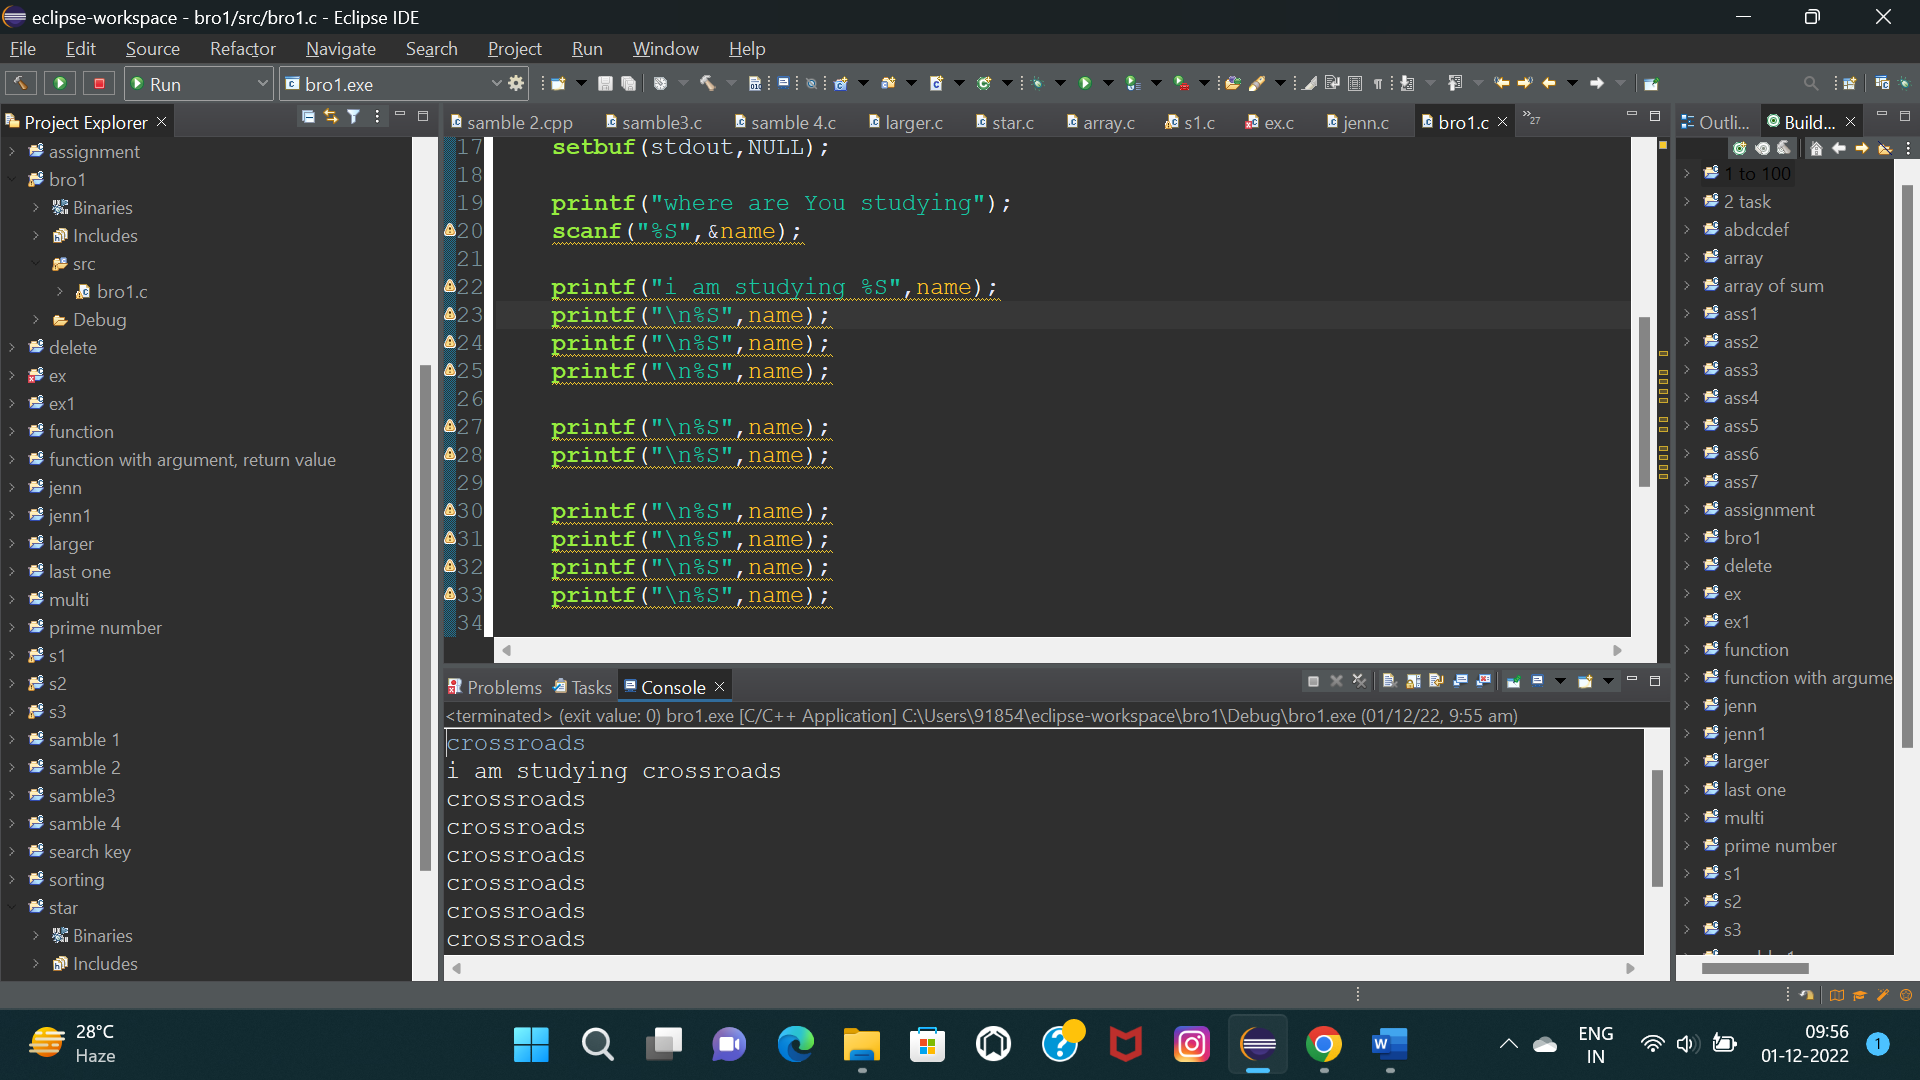 eclipse-workspace - bro1/src/bro1.c - Eclipse IDE
File Edit Source Refactor Navigate Search Project Run Window Help
Run bro1.exe
Project Explorer
assignment
bro1
Binaries
Includes
src
bro1.c
Debug
delete
ex
ex1
function
function with argument, return value
jenn
jenn1
larger
last one
multi
prime number
s1
s2
s3
samble 1
samble 2
samble3
samble 4
search key
sorting
star
Binaries
Includes
samble 2.cpp samble3.c samble 4.c larger.c star.c array.c s1.c ex.c jenn.c bro1.c »27
17 setbuf(stdout,NULL);
18
19 printf("where are You studying");
20 scanf("%S",&name);
21
22 printf("i am studying %S",name);
23 printf("\n%S",name);
24 printf("\n%S",name);
25 printf("\n%S",name);
26
27 printf("\n%S",name);
28 printf("\n%S",name);
29
30 printf("\n%S",name);
31 printf("\n%S",name);
32 printf("\n%S",name);
33 printf("\n%S",name);
34
Problems Tasks Console
<terminated> (exit value: 0) bro1.exe [C/C++ Application] C:\Users\91854\eclipse-workspace\bro1\Debug\bro1.exe (01/12/22, 9:55 am)
crossroads
i am studying crossroads
crossroads
crossroads
crossroads
crossroads
crossroads
crossroads
Outli... Build...
1 to 100
2 task
abdcdef
array
array of sum
ass1
ass2
ass3
ass4
ass5
ass6
ass7
assignment
bro1
delete
ex
ex1
function
function with argume
jenn
jenn1
larger
last one
multi
prime number
s1
s2
s3
28°C
Haze
ENG
IN
09:56
01-12-2022
1